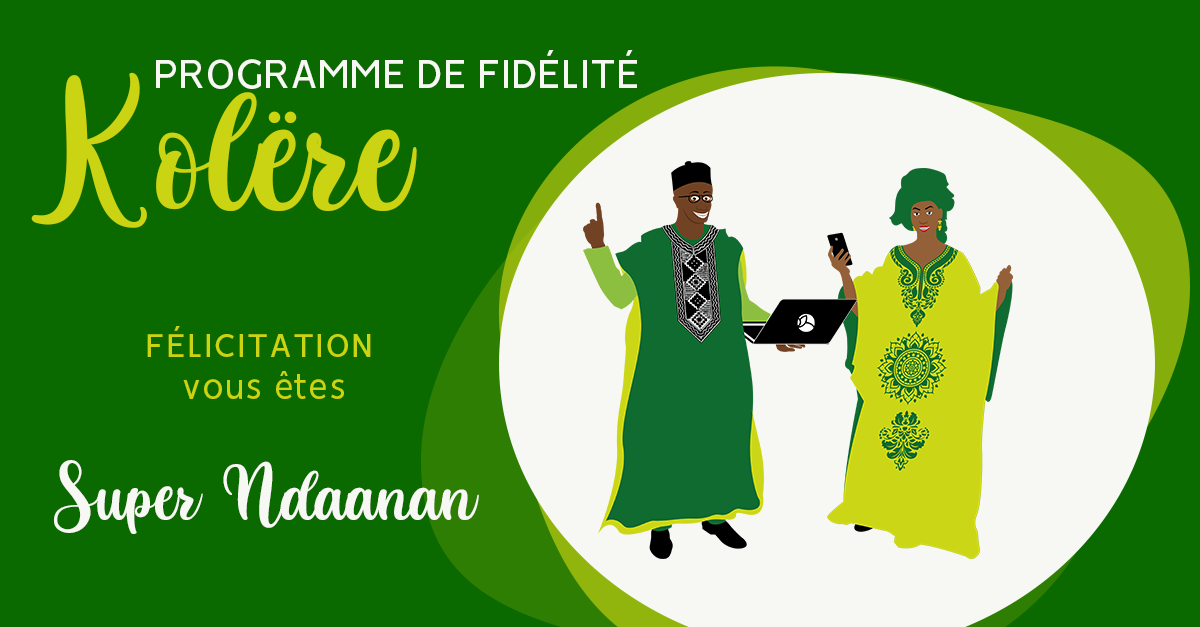 PROGRAMME DE FIDÉLITÉ
Kolëre
FÉLICITATION
vous êtes
Super Ndaanan